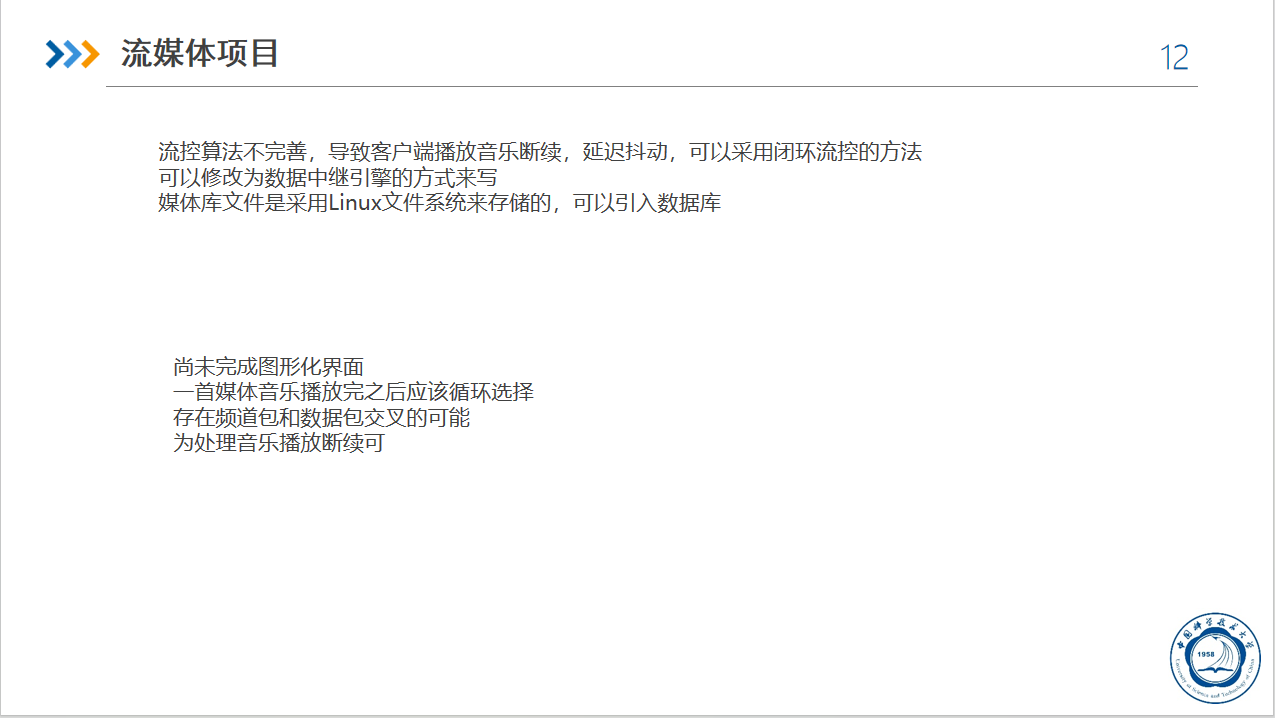 流媒体项目
12
流控算法不完善，导致客户端播放音乐断续，延迟抖动，可以采用闭环流控的方法
可以修改为数据中继引擎的方式来写
媒体库文件是采用Linux文件系统来存储的，可以引入数据库
尚未完成图形化界面
一首媒体音乐播放完之后应该循环选择
存在频道包和数据包交叉的可能
为处理音乐播放断续可
中国科学技术大学
1958
University of Science and Technology of China